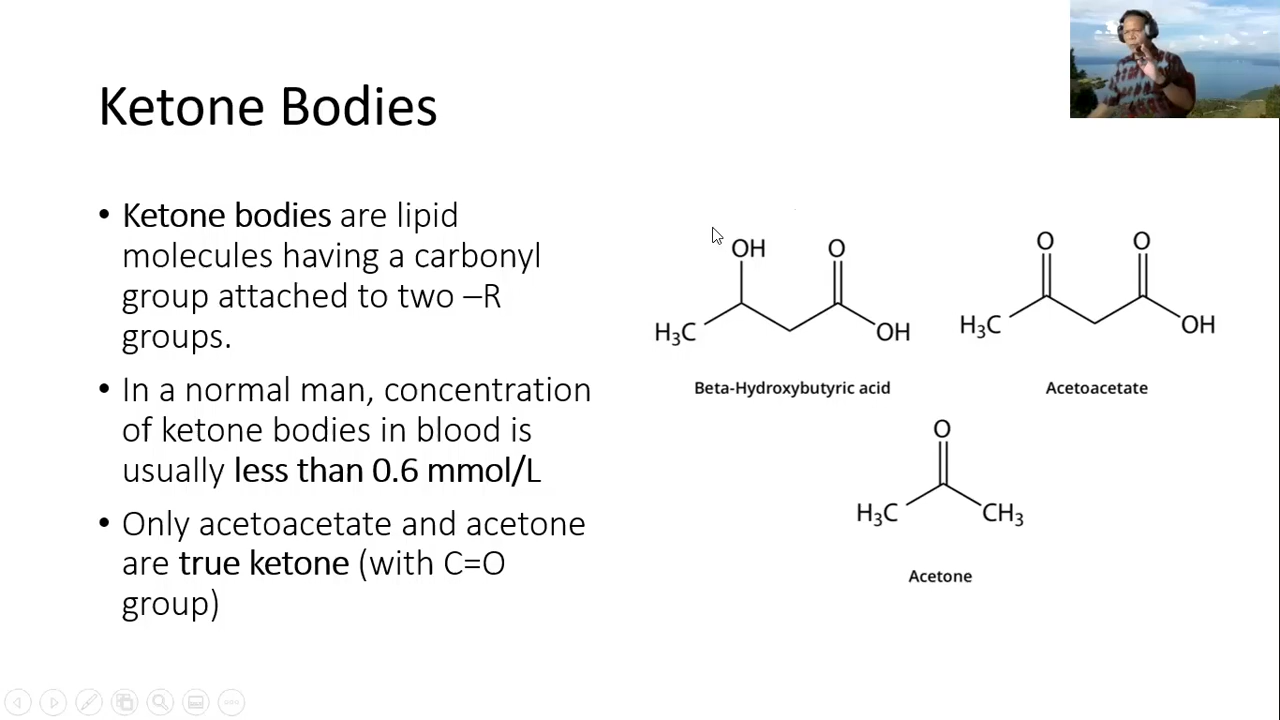 Ketone Bodies
• Ketone bodies are lipid
molecules having a carbonyl
group attached to two –R
groups.
• In a normal man, concentration
of ketone bodies in blood is
usually less than 0.6 mmol/L
• Only acetoacetate and acetone
are true ketone (with C=O
group)
OH O
H₃C OH
Beta-Hydroxybutyric acid
O O
H₃C OH
Acetoacetate
O
H₃C CH₃
Acetone